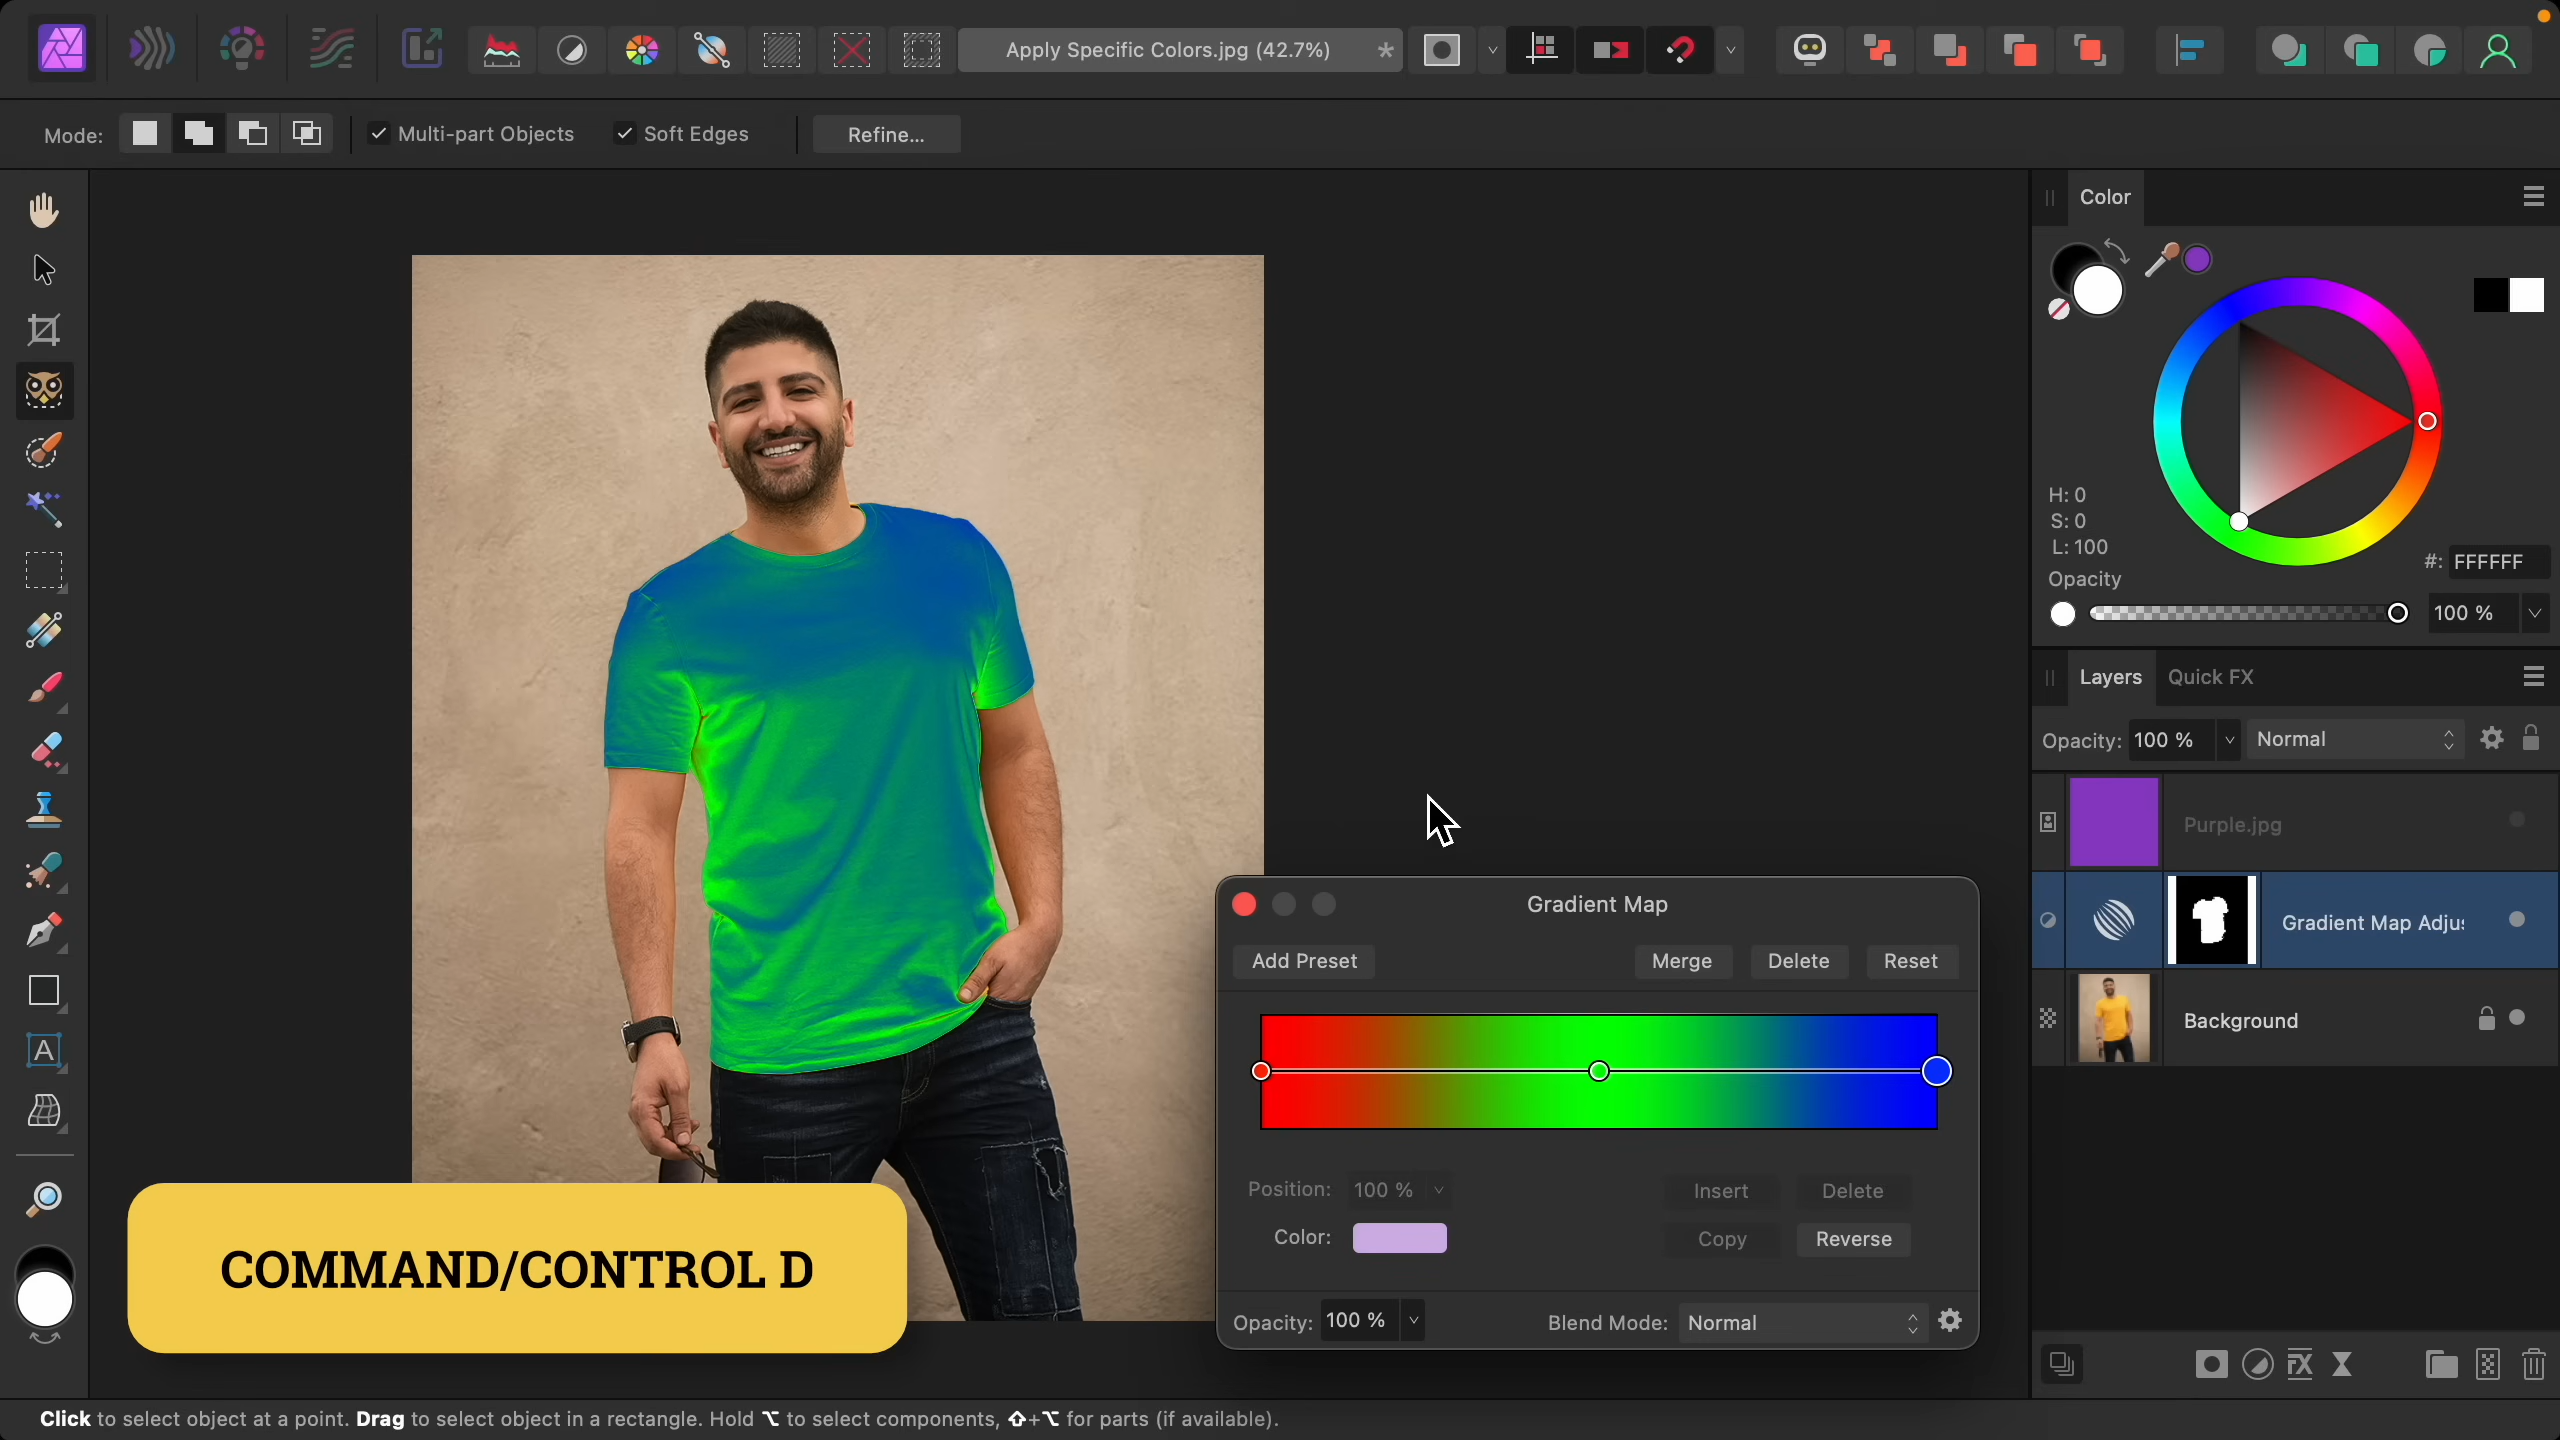 Apply Specific Colors.jpg (42.7%) *
Mode:
Multi-part Objects
Soft Edges
Refine...
Color
H: 0
S: 0
L: 100
#: FFFFFF
Opacity
100 %
Layers
Quick FX
Opacity: 100 %
Normal
Purple.jpg
Gradient Map Adju
Background
Gradient Map
Add Preset
Merge
Delete
Reset
Position: 100 %
Insert
Delete
Color:
Copy
Reverse
Opacity: 100 %
Blend Mode: Normal
COMMAND/CONTROL D
A
FX
Click to select object at a point. Drag to select object in a rectangle. Hold ⌥ to select components, ⇧+⌥ for parts (if available).